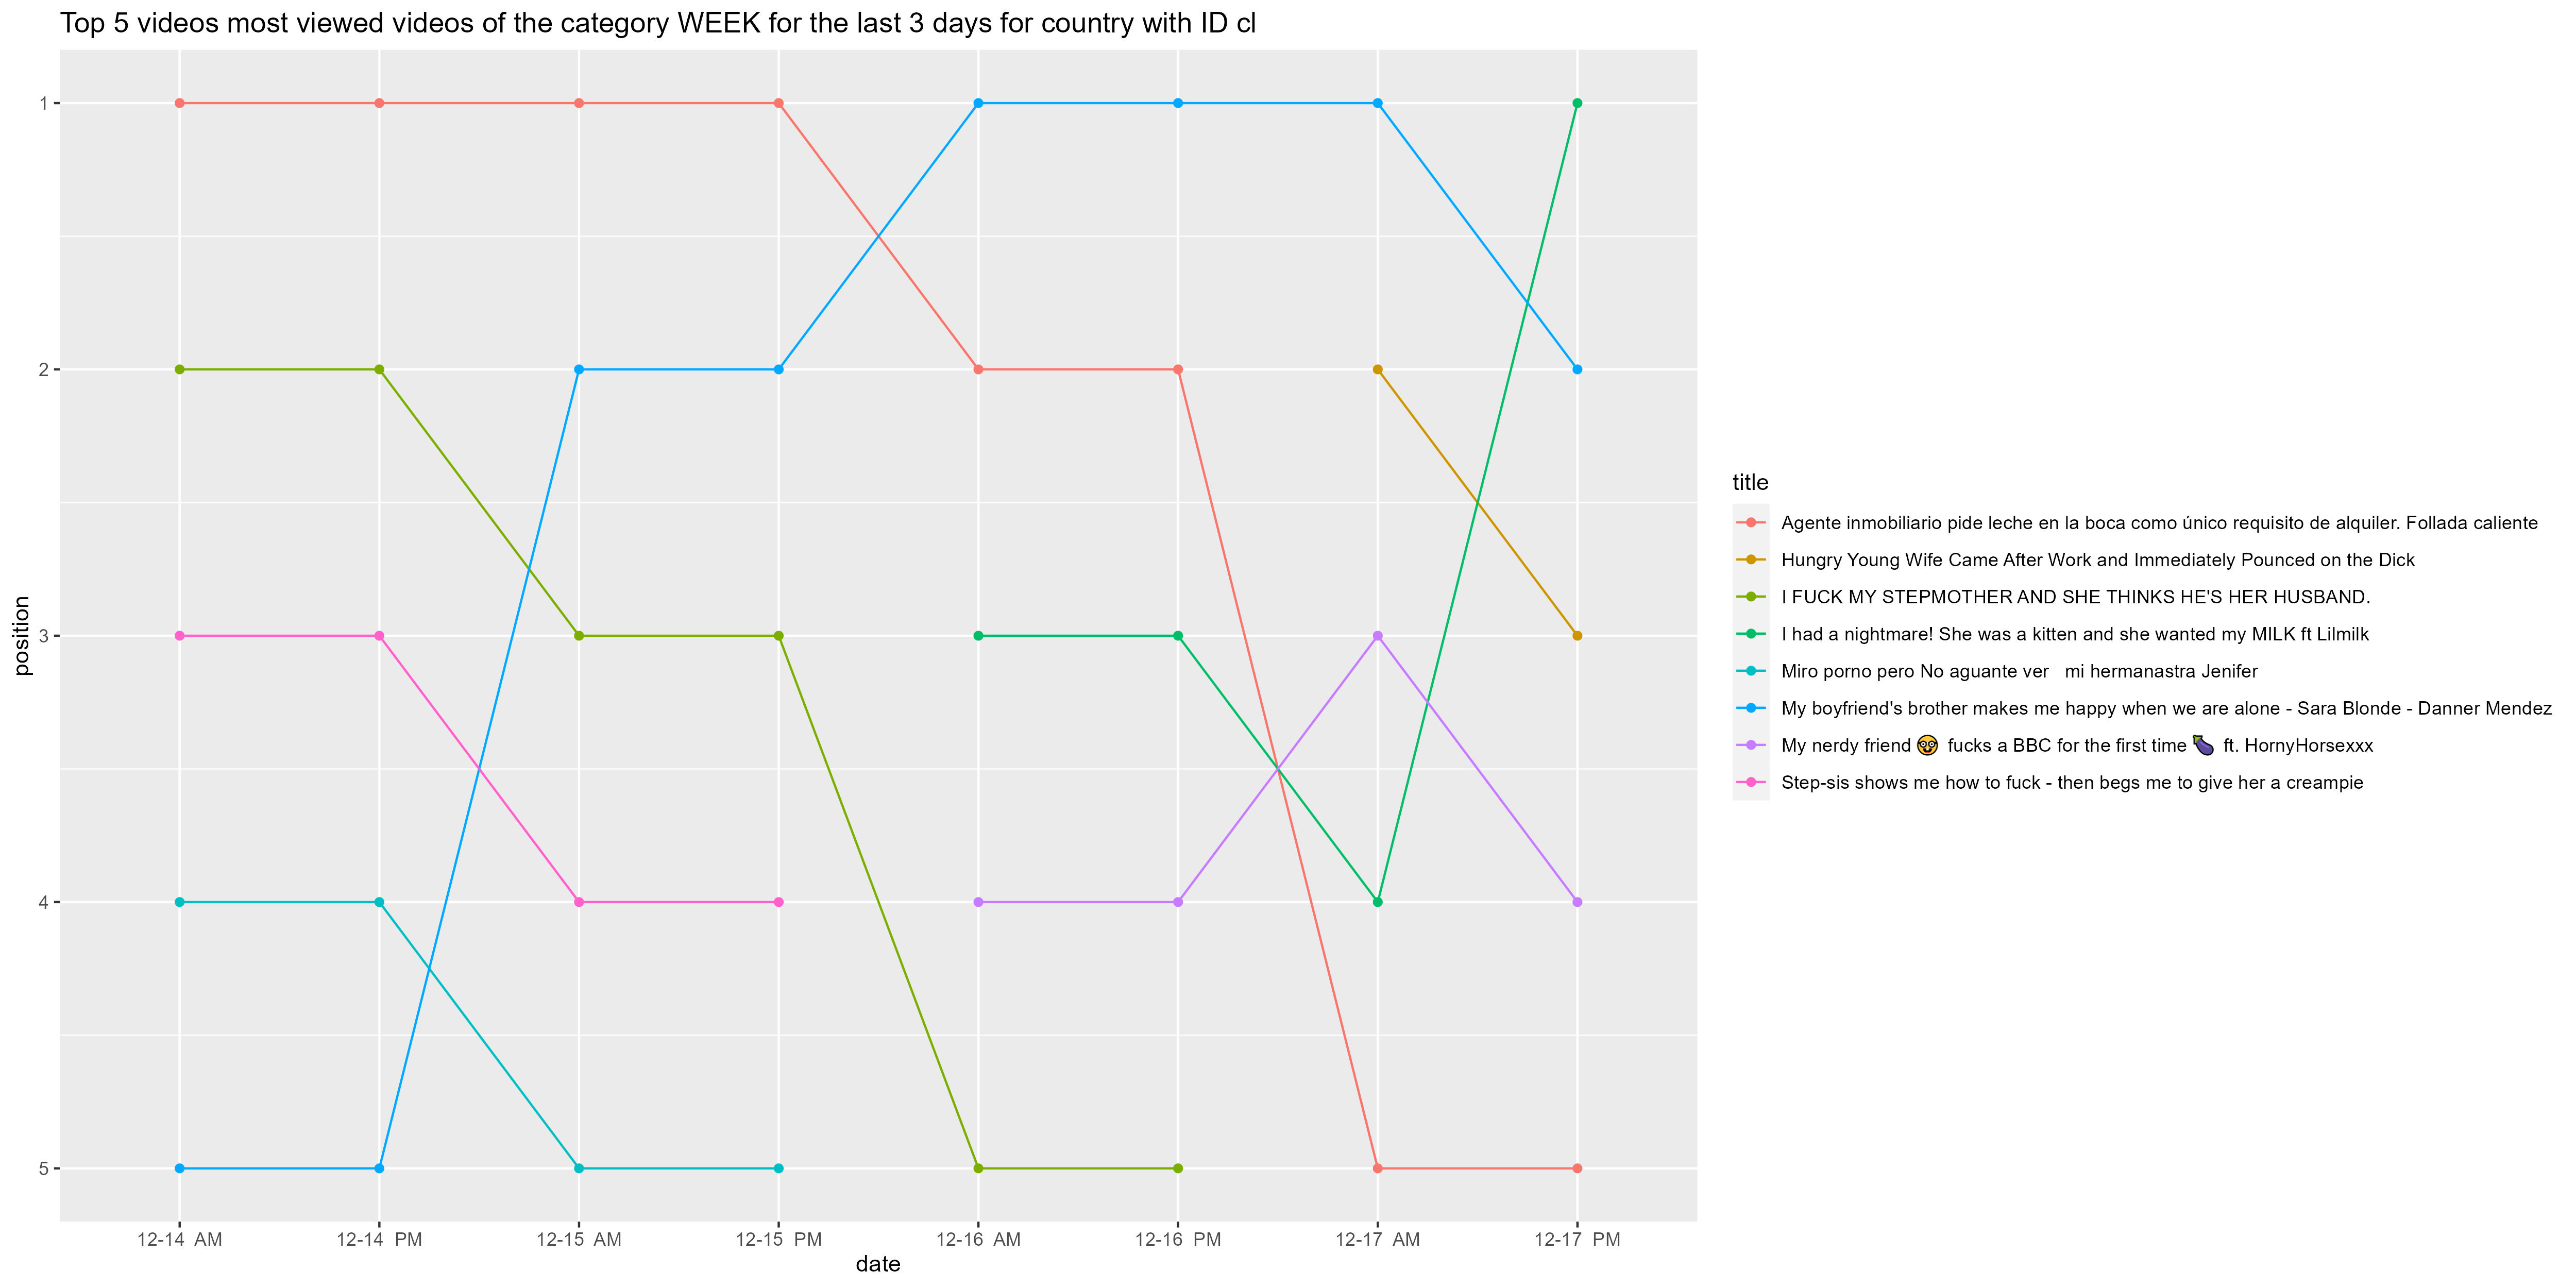 Top 5 videos most viewed videos of the category WEEK for the last 3 days for country with ID cl
1
2
3
4
5
position
12-14 AM
12-14 PM
12-15 AM
12-15 PM
12-16 AM
12-16 PM
12-17 AM
12-17 PM
date
title
Agente inmobiliario pide leche en la boca como único requisito de alquiler. Follada caliente
Hungry Young Wife Came After Work and Immediately Pounced on the Dick
I FUCK MY STEPMOTHER AND SHE THINKS HE'S HER HUSBAND.
I had a nightmare! She was a kitten and she wanted my MILK ft Lilmilk
Miro porno pero No aguante ver   mi hermanastra Jenifer
My boyfriend's brother makes me happy when we are alone - Sara Blonde - Danner Mendez
My nerdy friend 🤓 fucks a BBC for the first time 🍆 ft. HornyHorsexxx
Step-sis shows me how to fuck - then begs me to give her a creampie